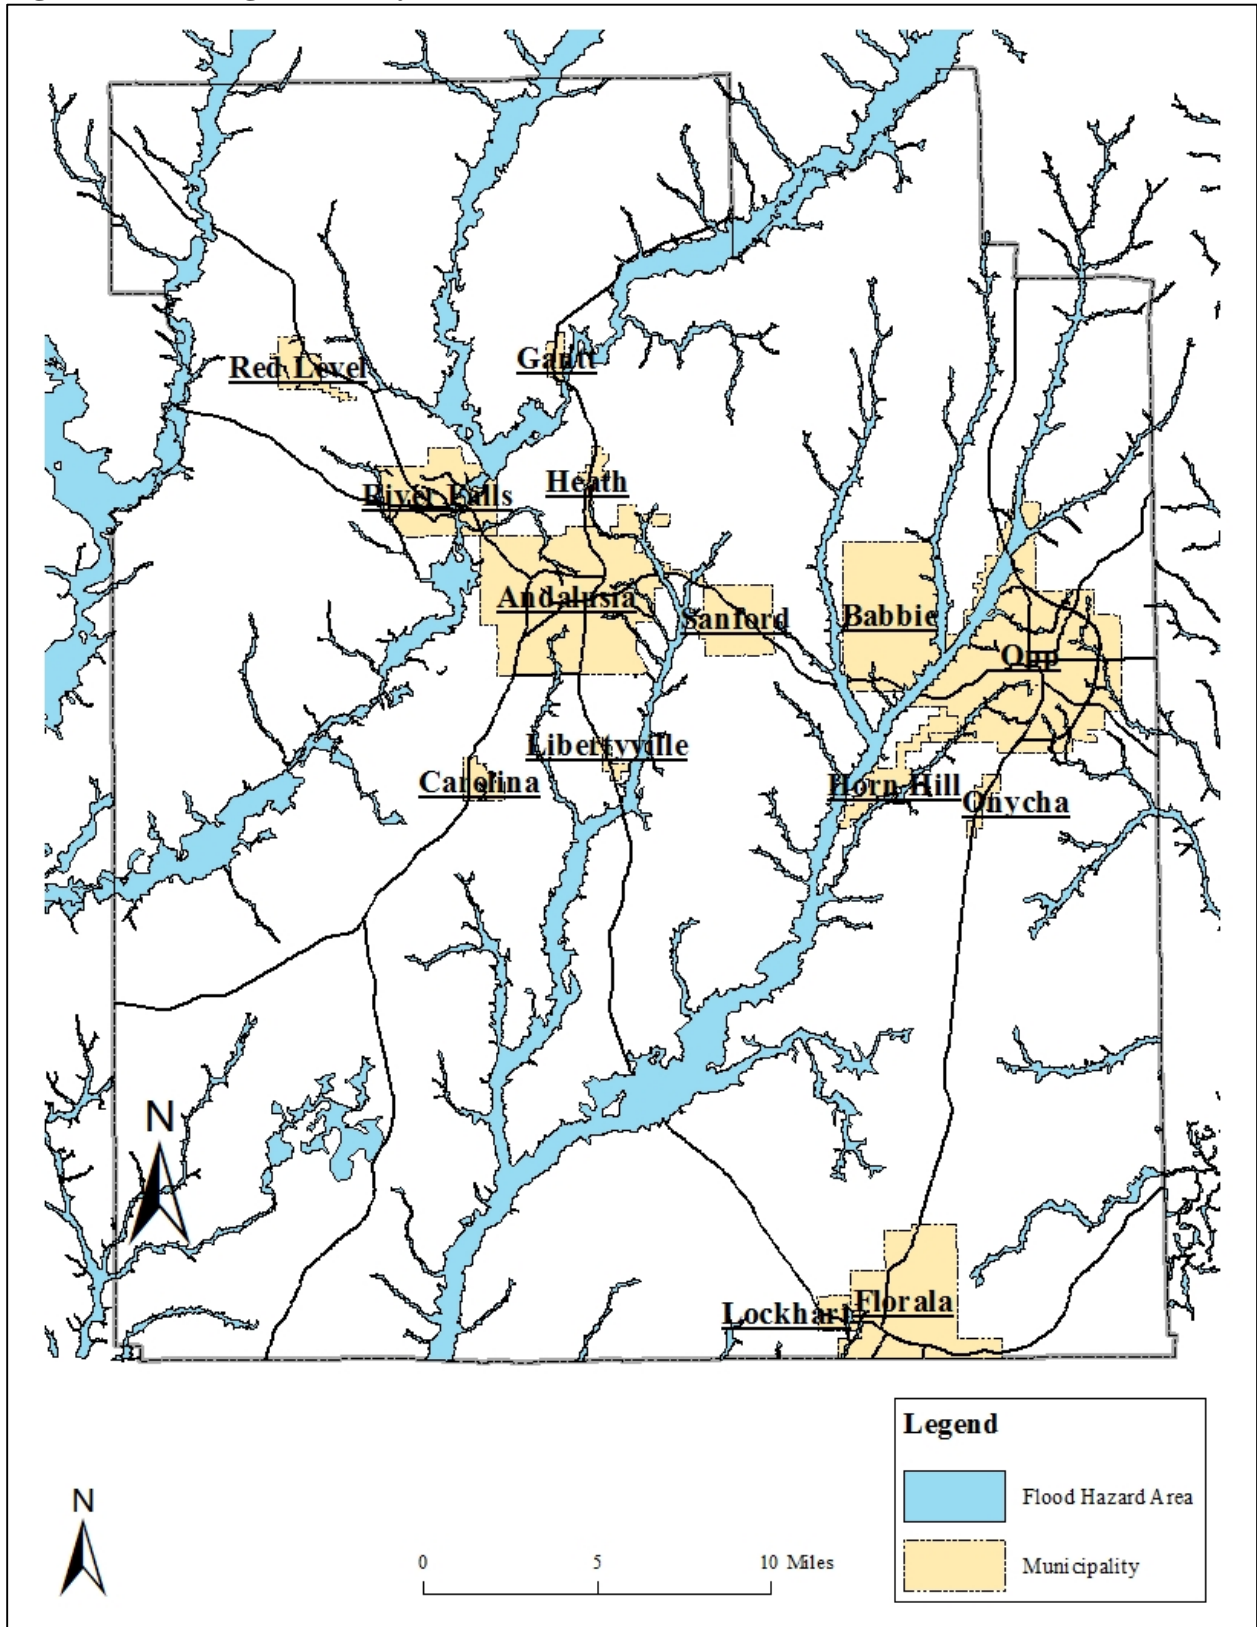 Gantt
Red Level
Heath
River Falls
Andalusia
Sanford
Babbie
Opp
Libertyville
Carolina
Horn Hill
Onycha
N
Florala
Lockhart
Legend
Flood Hazard Area
Municipality
N
0 5 10 Miles